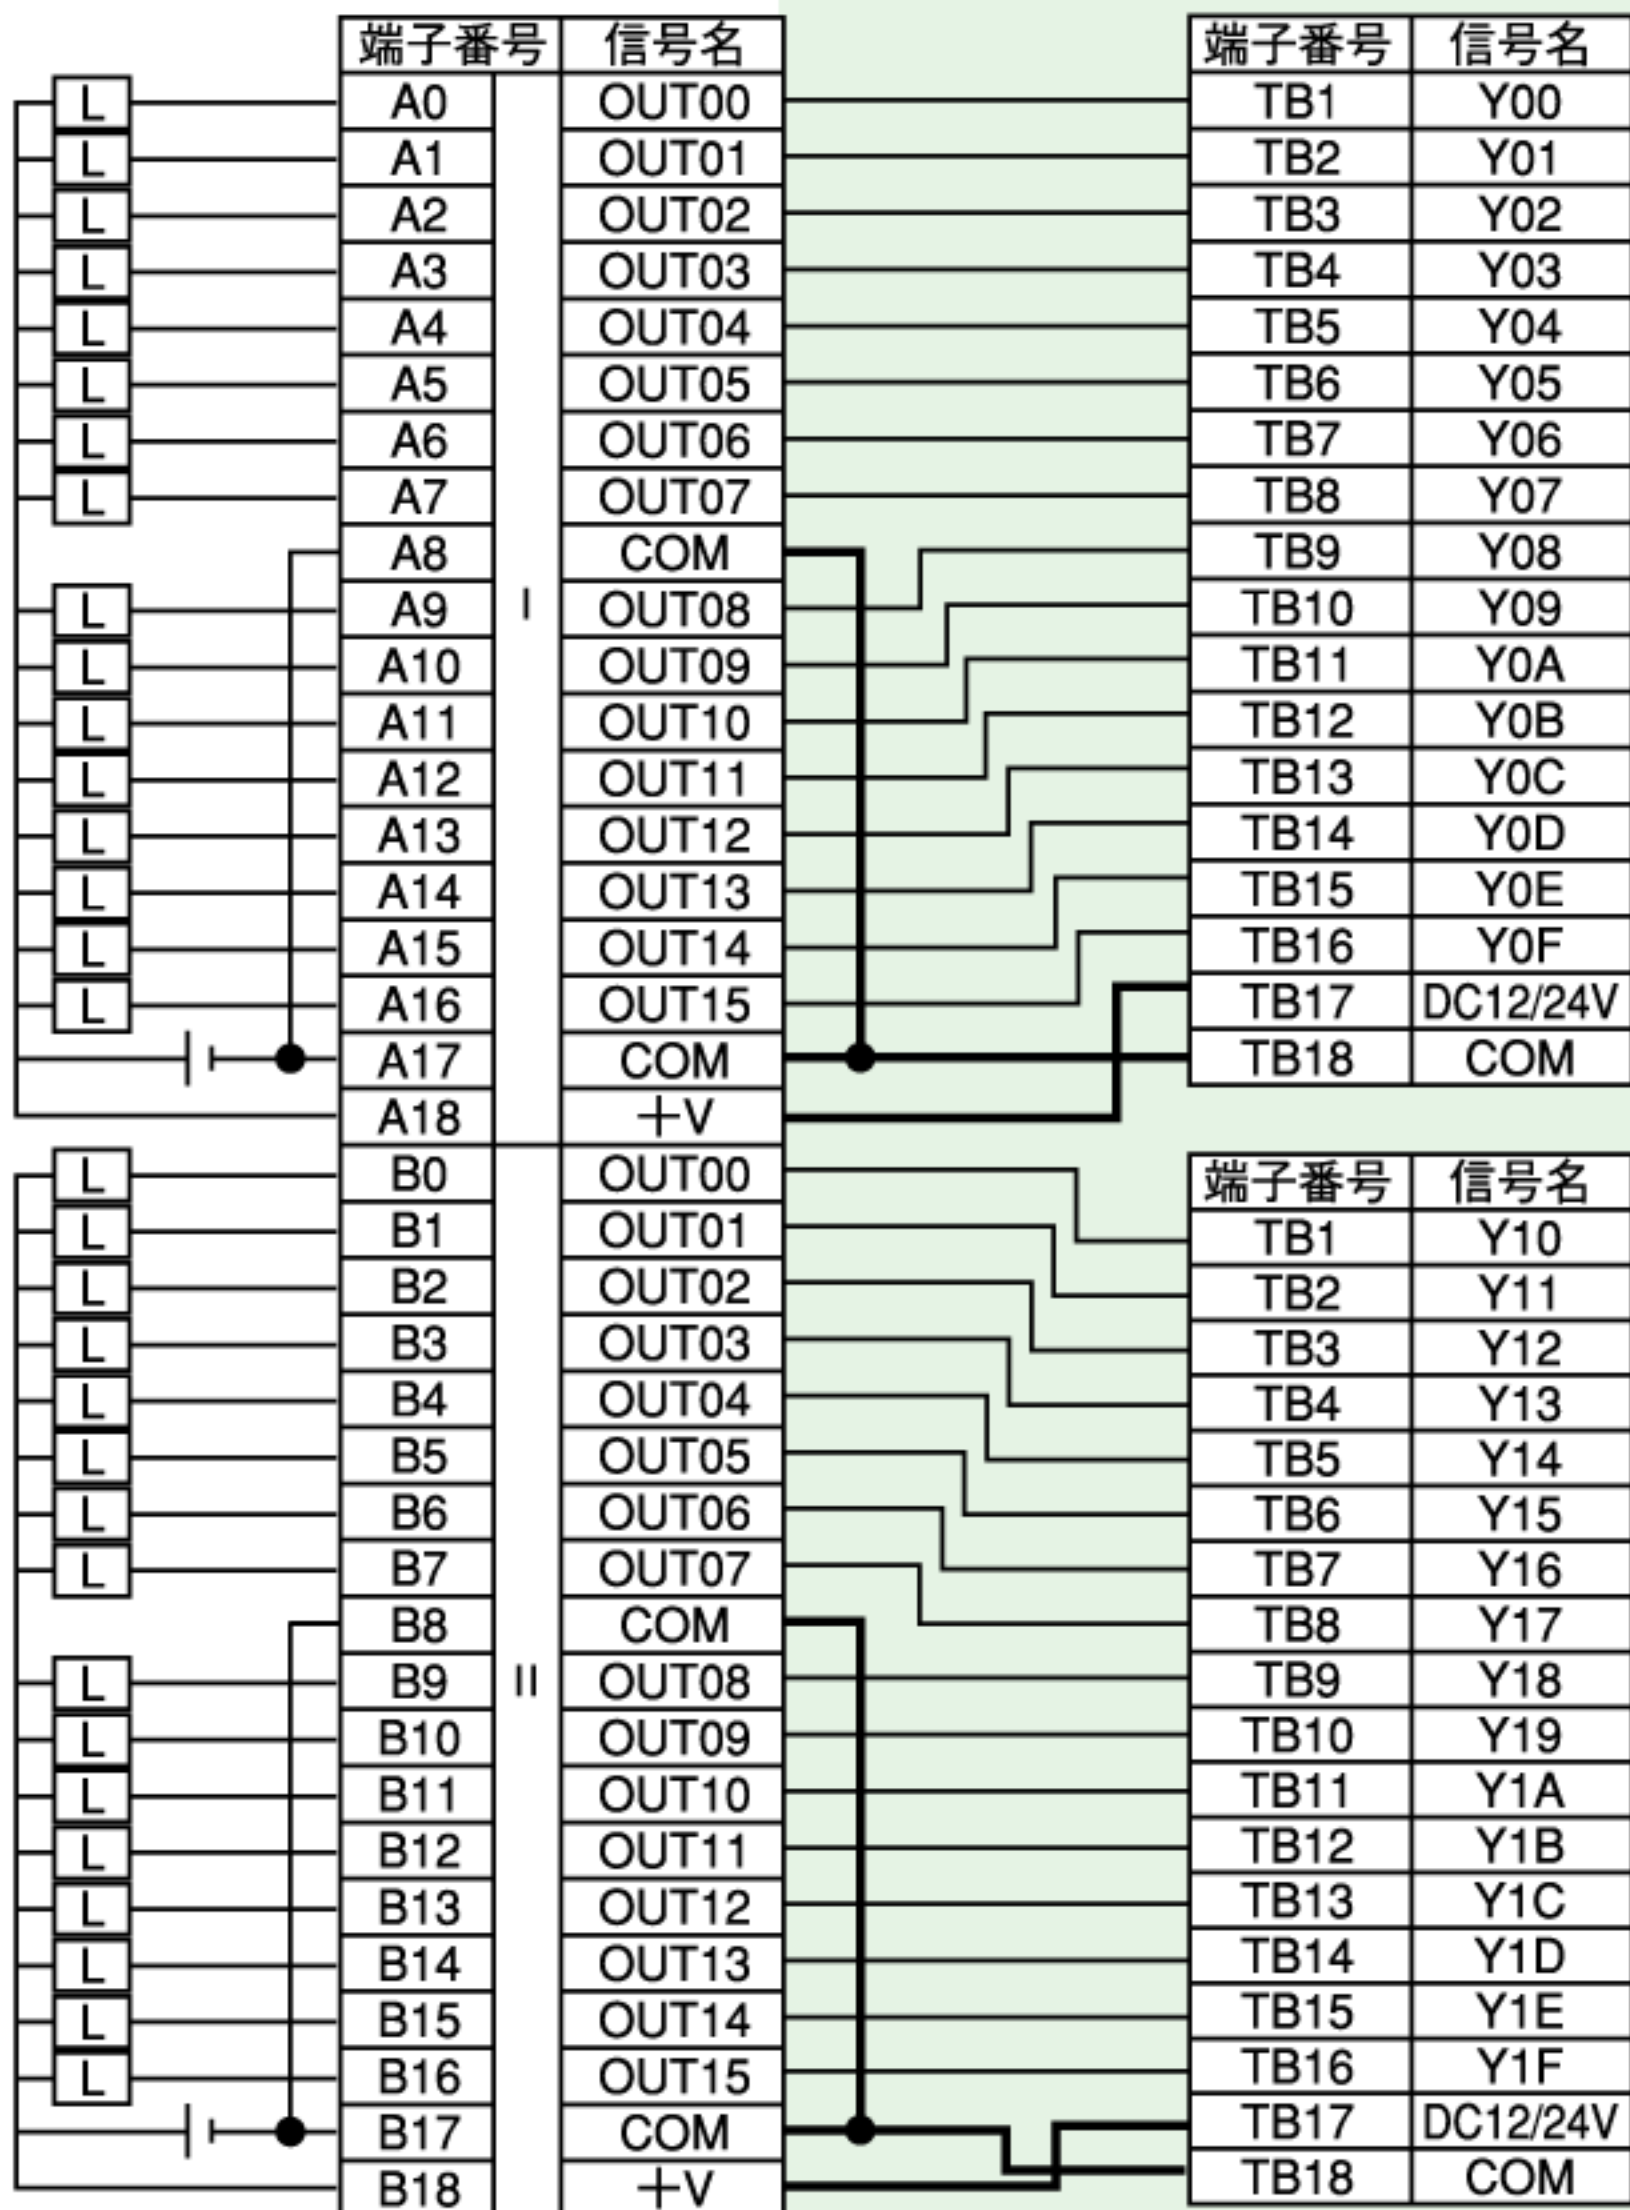 端子番号 信号名 端子番号 信号名
L A0 OUT00 TB1 Y00
L A1 OUT01 TB2 Y01
L A2 OUT02 TB3 Y02
L A3 OUT03 TB4 Y03
L A4 OUT04 TB5 Y04
L A5 OUT05 TB6 Y05
L A6 OUT06 TB7 Y06
L A7 OUT07 TB8 Y07
A8 COM TB9 Y08
L A9 I OUT08 TB10 Y09
L A10 OUT09 TB11 Y0A
L A11 OUT10 TB12 Y0B
L A12 OUT11 TB13 Y0C
L A13 OUT12 TB14 Y0D
L A14 OUT13 TB15 Y0E
L A15 OUT14 TB16 Y0F
L A16 OUT15 TB17 DC12/24V
A17 COM TB18 COM
A18 +V
L B0 OUT00 端子番号 信号名
L B1 OUT01 TB1 Y10
L B2 OUT02 TB2 Y11
L B3 OUT03 TB3 Y12
L B4 OUT04 TB4 Y13
L B5 OUT05 TB5 Y14
L B6 OUT06 TB6 Y15
L B7 OUT07 TB7 Y16
B8 COM TB8 Y17
L B9 II OUT08 TB9 Y18
L B10 OUT09 TB10 Y19
L B11 OUT10 TB11 Y1A
L B12 OUT11 TB12 Y1B
L B13 OUT12 TB13 Y1C
L B14 OUT13 TB14 Y1D
L B15 OUT14 TB15 Y1E
L B16 OUT15 TB16 Y1F
B17 COM TB17 DC12/24V
B18 +V TB18 COM